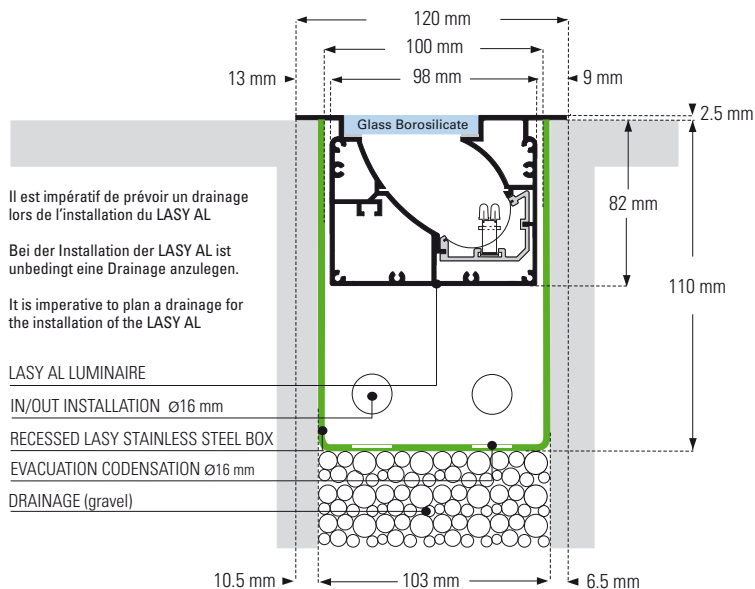 120 mm
100 mm
13 mm
98 mm
9 mm
2.5 mm
Glass Borosilicate
Il est impératif de prévoir un drainage
lors de l'installation du LASY AL
82 mm
Bei der Installation der LASY AL ist
unbedingt eine Drainage anzulegen.
110 mm
It is imperative to plan a drainage for
the installation of the LASY AL
LASY AL LUMINAIRE
IN/OUT INSTALLATION Ø16 mm
RECESSED LASY STAINLESS STEEL BOX
EVACUATION CODENSATION Ø16 mm
DRAINAGE (gravel)
10.5 mm
103 mm
6.5 mm